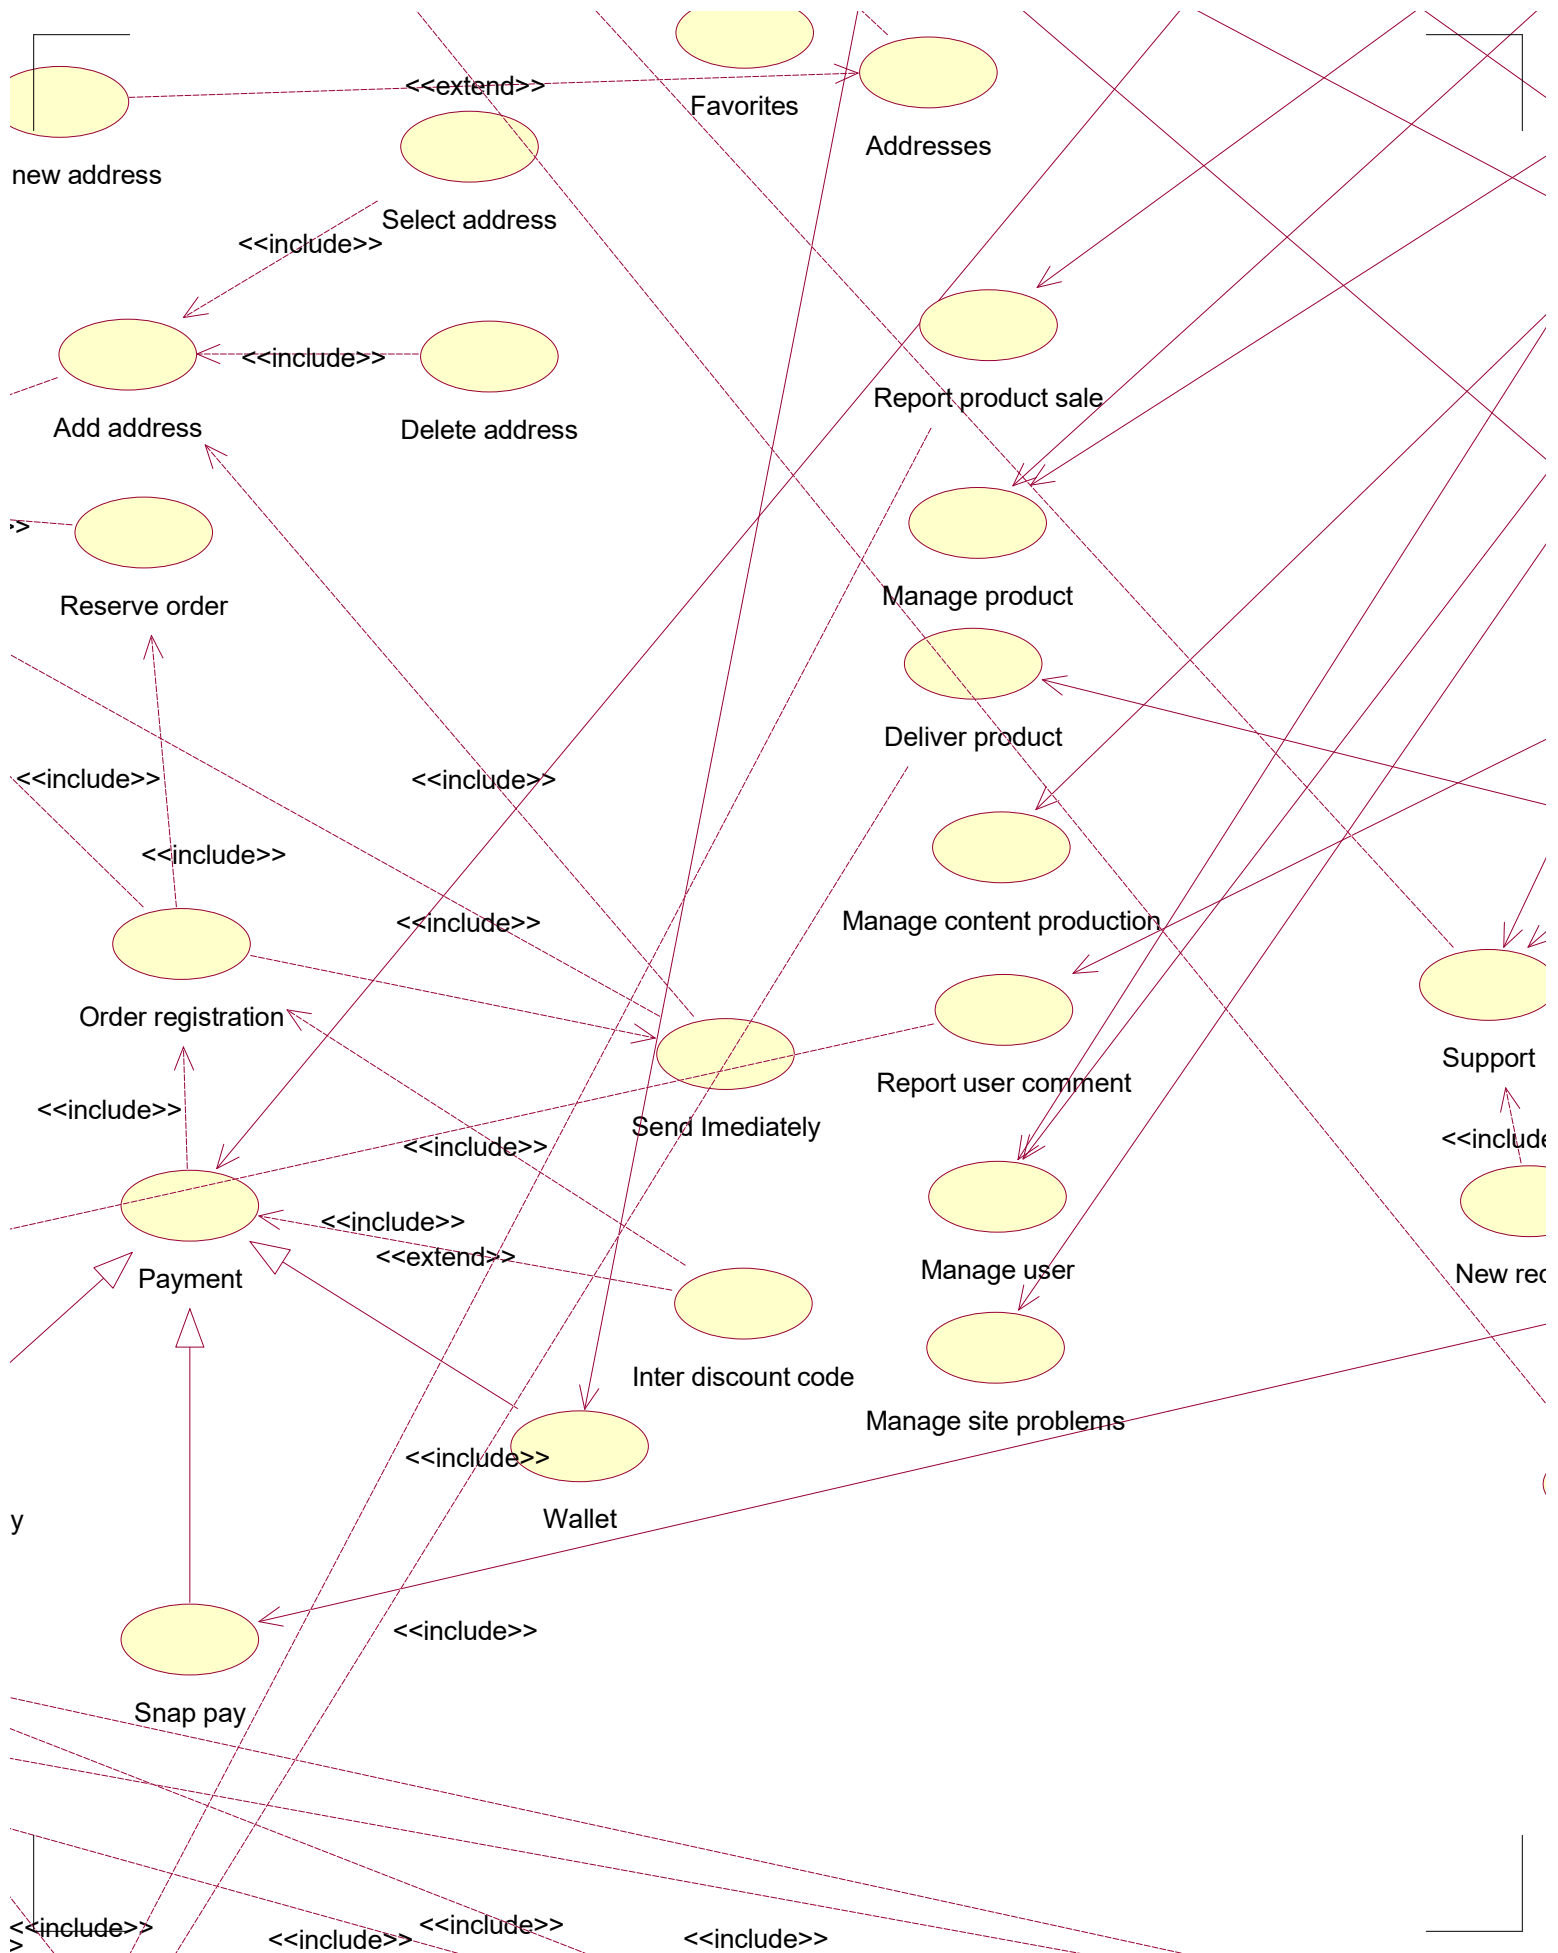 <<extend>>
Favorites
Addresses
new address
Select address
<<include>>
<<include>>
Report product sale
Add address
Delete address
>>
Manage product
Reserve order
Deliver product
<<include>>
<<include>>
<<include>>
<<include>>
Manage content production
Order registration
Support
Report user comment
<<include>>
Send Imediately
<<include>>
<<include
<<include>>
<<extend>>
Manage user
New rec
Payment
Inter discount code
Manage site problems
<<include>>
Wallet
y
<<include>>
Snap pay
<<include>>
<<include>>
<<include>>
<<include>>
>